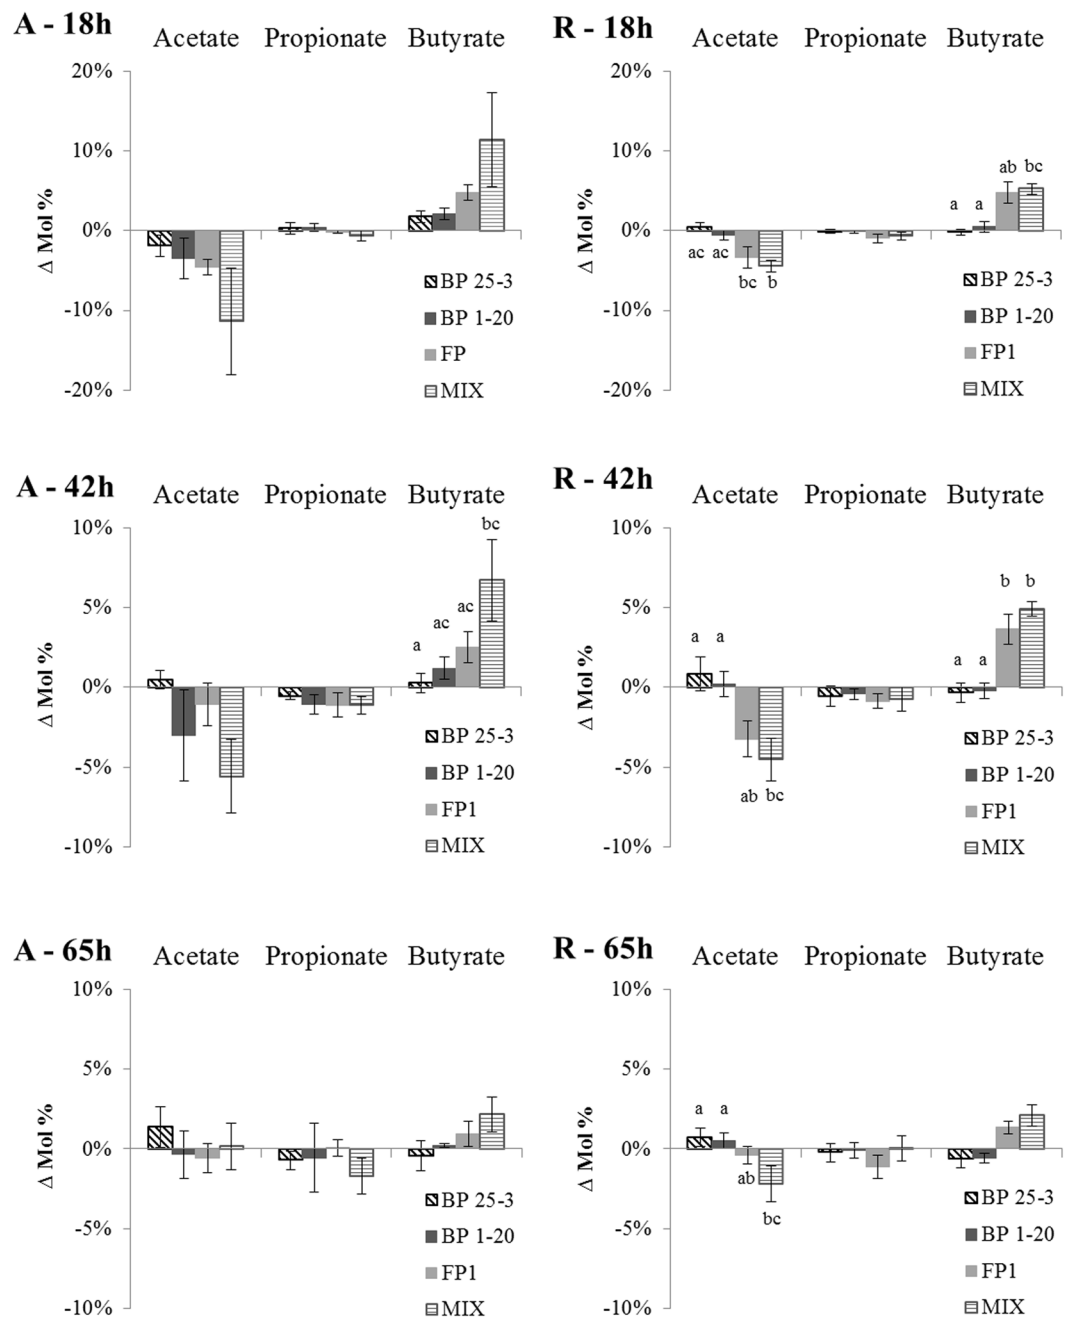 A - 18h
Acetate Propionate Butyrate
20%
10%
0%
-10%
-20%
Δ Mol %
BP 25-3
BP 1-20
FP
MIX
R - 18h
Acetate Propionate Butyrate
20%
10%
0%
-10%
-20%
Δ Mol %
ac ac bc b
a a ab bc
BP 25-3
BP 1-20
FP1
MIX
A - 42h
Acetate Propionate Butyrate
10%
5%
0%
-5%
-10%
Δ Mol %
a ac ac bc
BP 25-3
BP 1-20
FP1
MIX
R - 42h
Acetate Propionate Butyrate
10%
5%
0%
-5%
-10%
Δ Mol %
a a ab bc
a a b b
BP 25-3
BP 1-20
FP1
MIX
A - 65h
Acetate Propionate Butyrate
10%
5%
0%
-5%
-10%
Δ Mol %
BP 25-3
BP 1-20
FP1
MIX
R - 65h
Acetate Propionate Butyrate
10%
5%
0%
-5%
-10%
Δ Mol %
a a ab bc
BP 25-3
BP 1-20
FP1
MIX